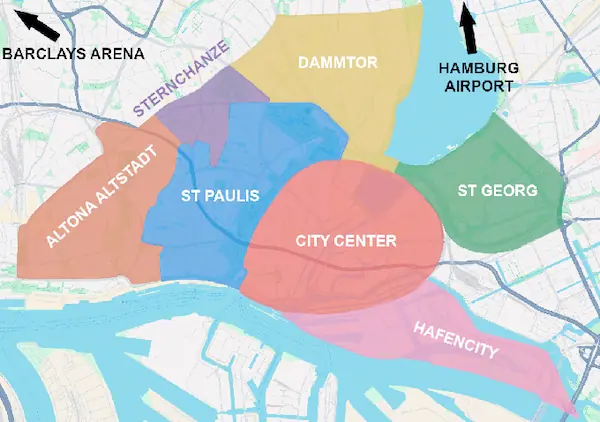 BARCLAYS ARENA
DAMMTOR
HAMBURG
AIRPORT
STERNCHANZE
ALTONA ALTSTADT
ST PAULIS
ST GEORG
CITY CENTER
HAFENCITY